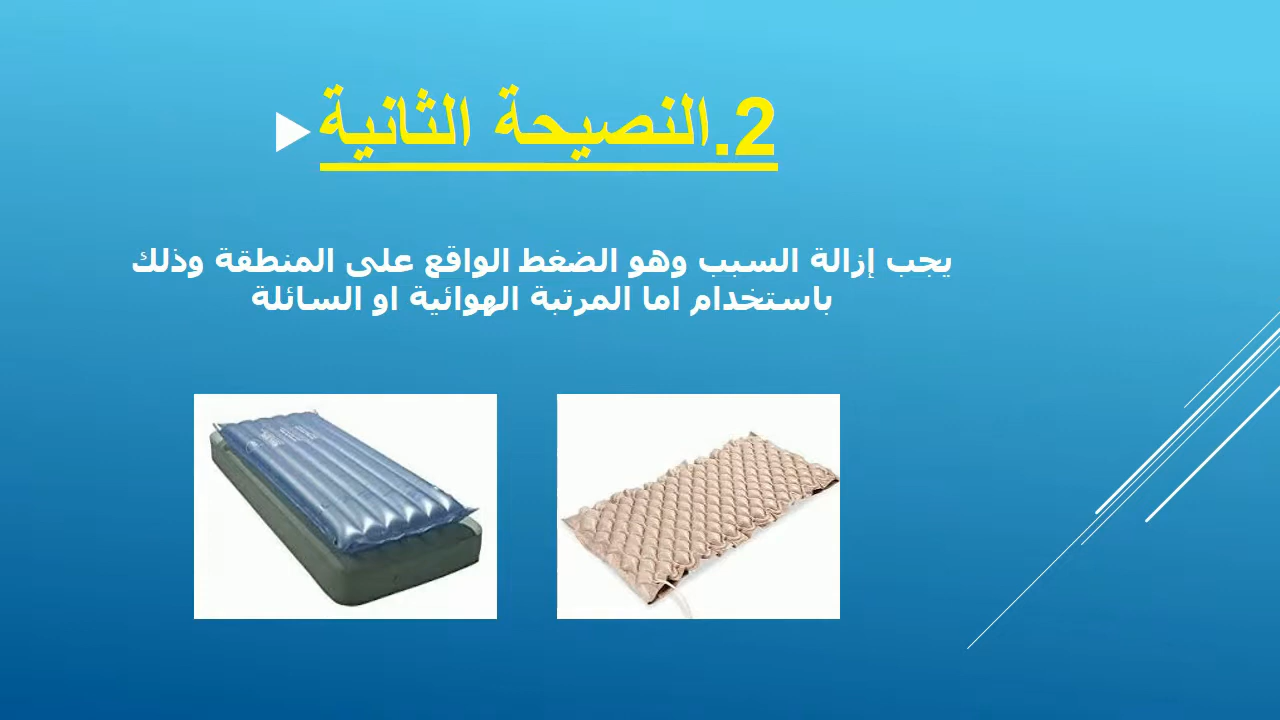 2.النصيحة الثانية
يجب إزالة السبب وهو الضغط الواقع على المنطقة وذلك
باستخدام اما المرتبة الهوائية او السائلة